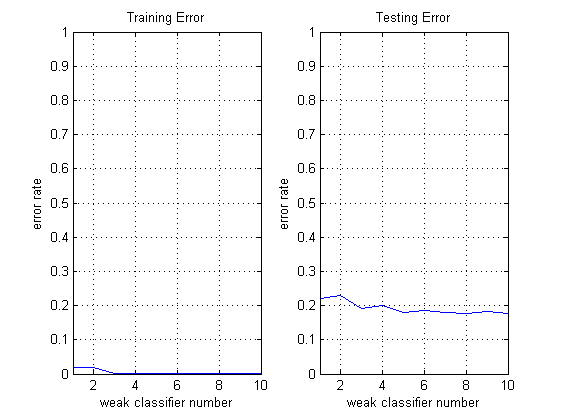 Training Error
1
0.9
0.8
0.7
0.6
0.5
0.4
0.3
0.2
0.1
0
error rate
2 4 6 8 10
weak classifier number
Testing Error
1
0.9
0.8
0.7
0.6
0.5
0.4
0.3
0.2
0.1
0
error rate
2 4 6 8 10
weak classifier number